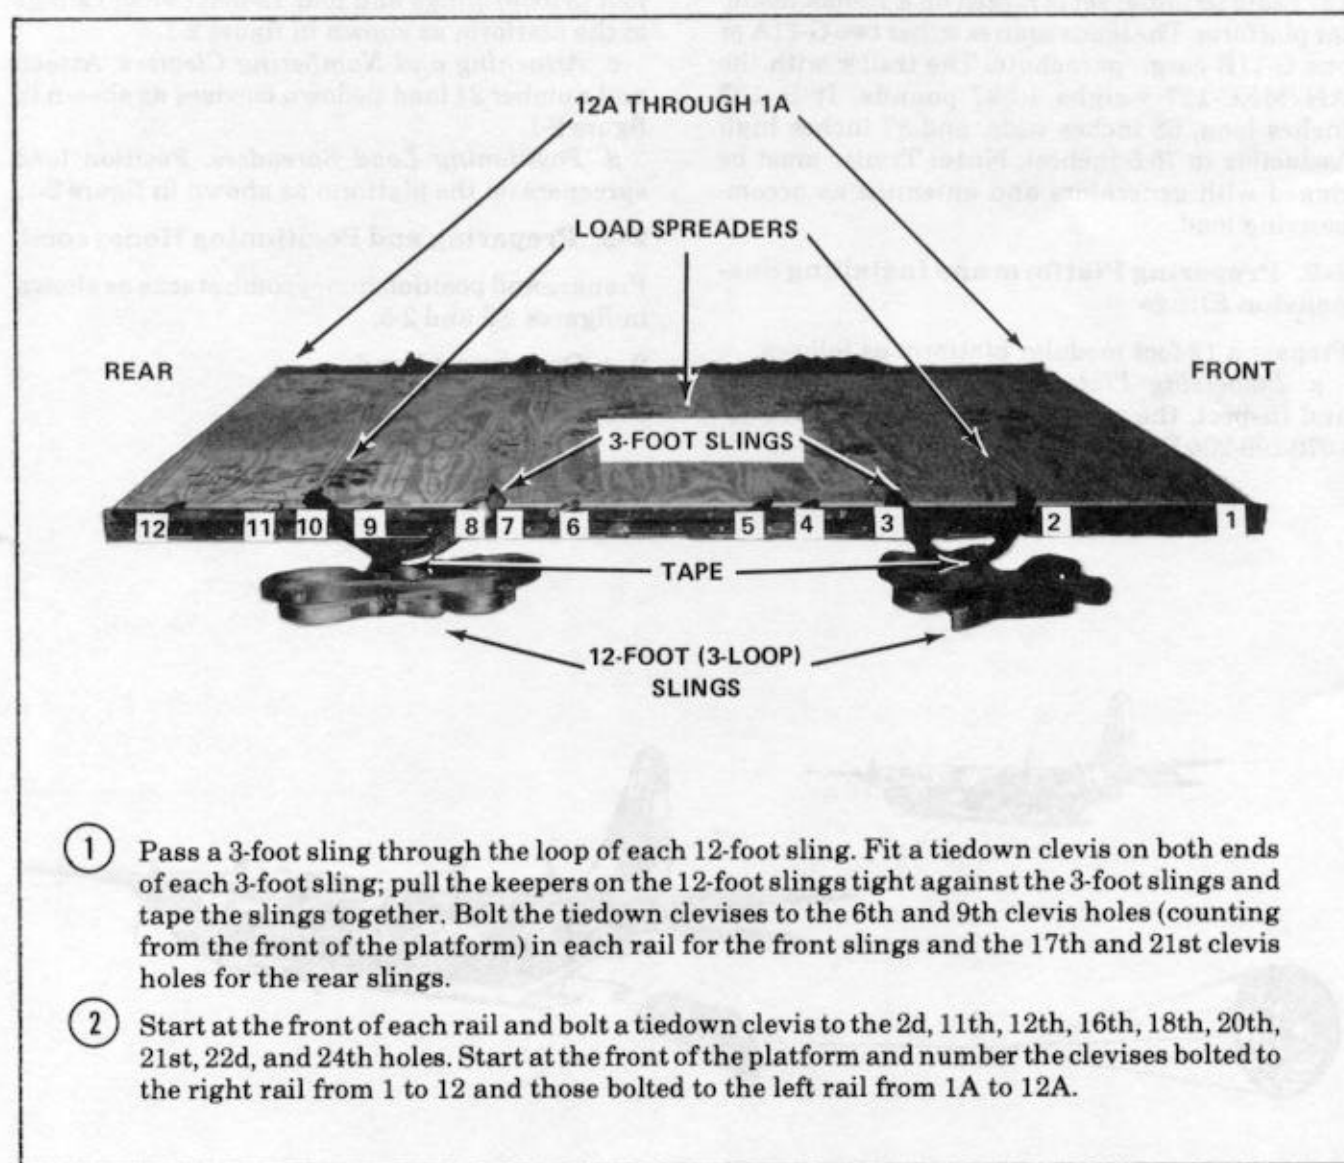 12A THROUGH 1A
LOAD SPREADERS
REAR
FRONT
3-FOOT SLINGS
12 11 10 9 8 7 6 5 4 3 2 1
TAPE
12-FOOT (3-LOOP)
SLINGS
1 Pass a 3-foot sling through the loop of each 12-foot sling. Fit a tiedown clevis on both ends
of each 3-foot sling; pull the keepers on the 12-foot slings tight against the 3-foot slings and
tape the slings together. Bolt the tiedown clevises to the 6th and 9th clevis holes (counting
from the front of the platform) in each rail for the front slings and the 17th and 21st clevis
holes for the rear slings.
2 Start at the front of each rail and bolt a tiedown clevis to the 2d, 11th, 12th, 16th, 18th, 20th,
21st, 22d, and 24th holes. Start at the front of the platform and number the clevises bolted to
the right rail from 1 to 12 and those bolted to the left rail from 1A to 12A.